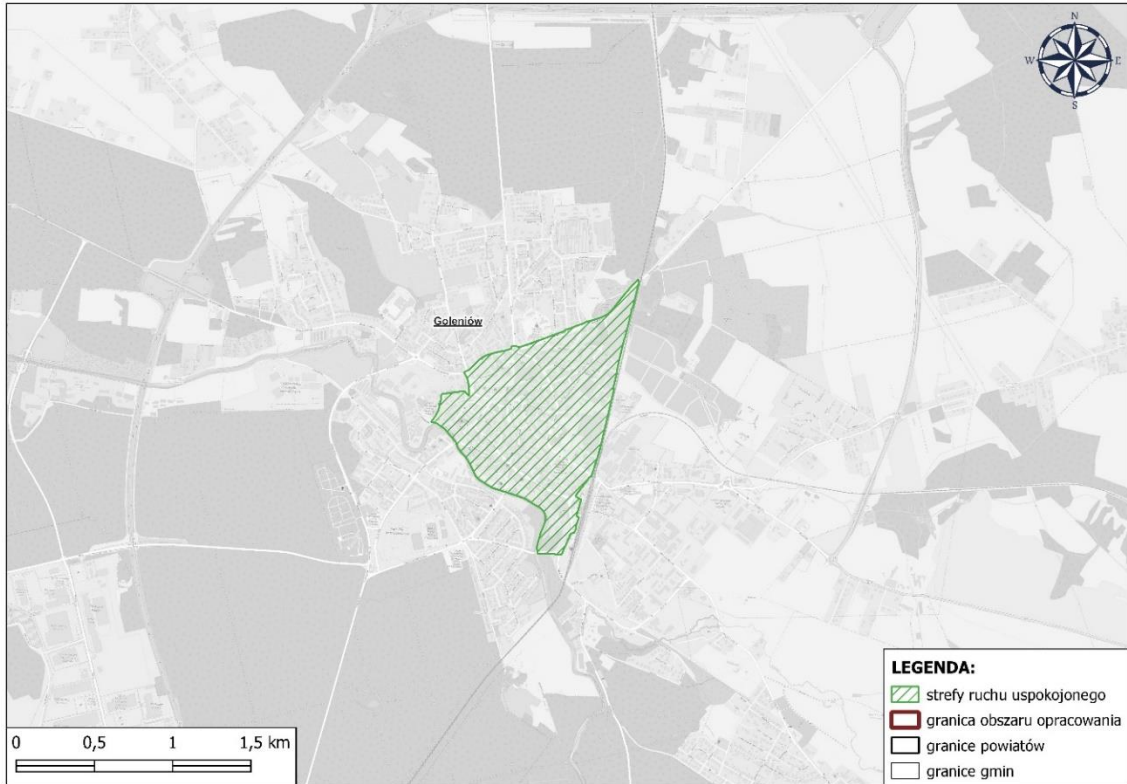 N
W E
S
Goleniów
LEGENDA:
strefy ruchu uspokojonego
granica obszaru opracowania
granice powiatów
granice gmin
0 0,5 1 1,5 km